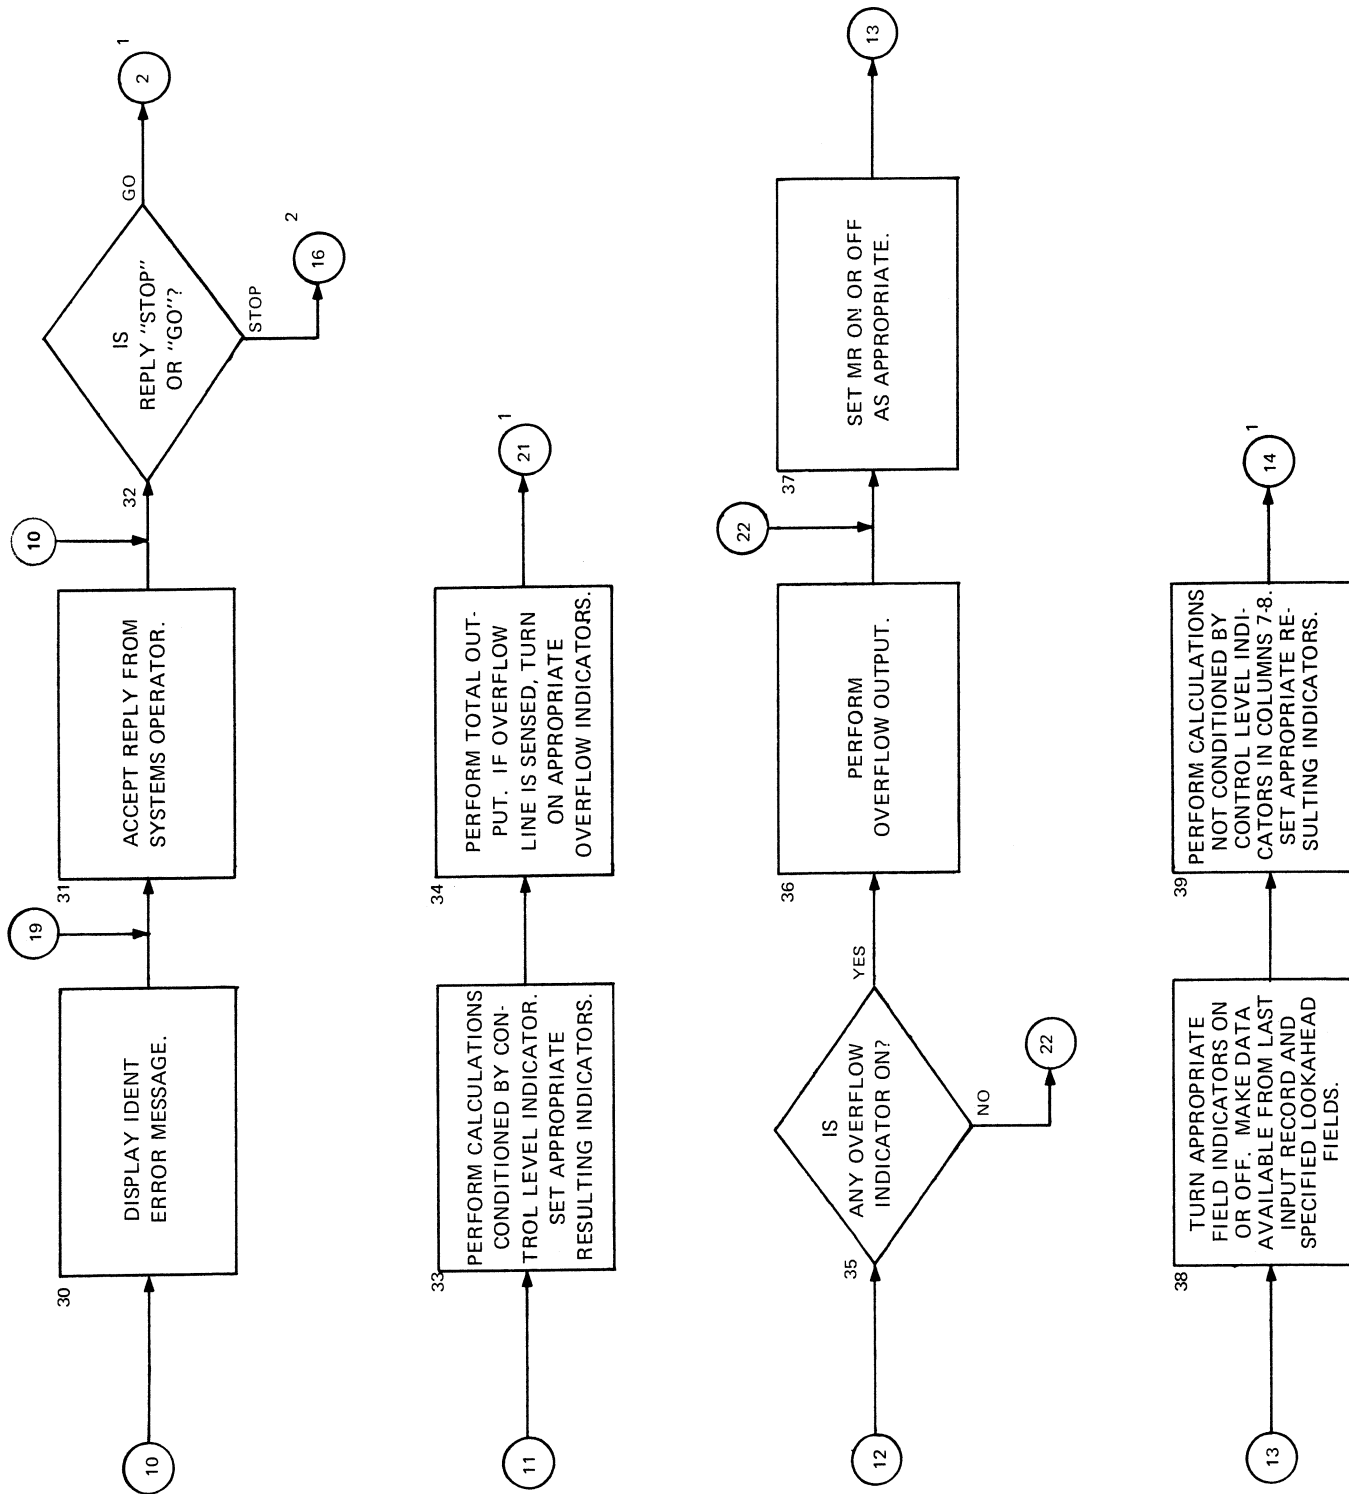 10
30
DISPLAY IDENT
ERROR MESSAGE.
19
31
ACCEPT REPLY FROM
SYSTEMS OPERATOR.
10
32
IS
REPLY "STOP"
OR "GO"?
GO
2
1
STOP
16
2
11
33
PERFORM CALCULATIONS
CONDITIONED BY CON-
TROL LEVEL INDICATOR.
SET APPROPRIATE
RESULTING INDICATORS.
34
PERFORM TOTAL OUT-
PUT. IF OVERFLOW
LINE IS SENSED, TURN
ON APPROPRIATE
OVERFLOW INDICATORS.
21
1
12
35
IS
ANY OVERFLOW
INDICATOR ON?
YES
NO
22
36
PERFORM
OVERFLOW OUTPUT.
22
37
SET MR ON OR OFF
AS APPROPRIATE.
13
13
38
TURN APPROPRIATE
FIELD INDICATORS ON
OR OFF. MAKE DATA
AVAILABLE FROM LAST
INPUT RECORD AND
SPECIFIED LOOKAHEAD
FIELDS.
39
PERFORM CALCULATIONS
NOT CONDITIONED BY
CONTROL LEVEL INDI-
CATORS IN COLUMNS 7-8.
SET APPROPRIATE RE-
SULTING INDICATORS.
14
1